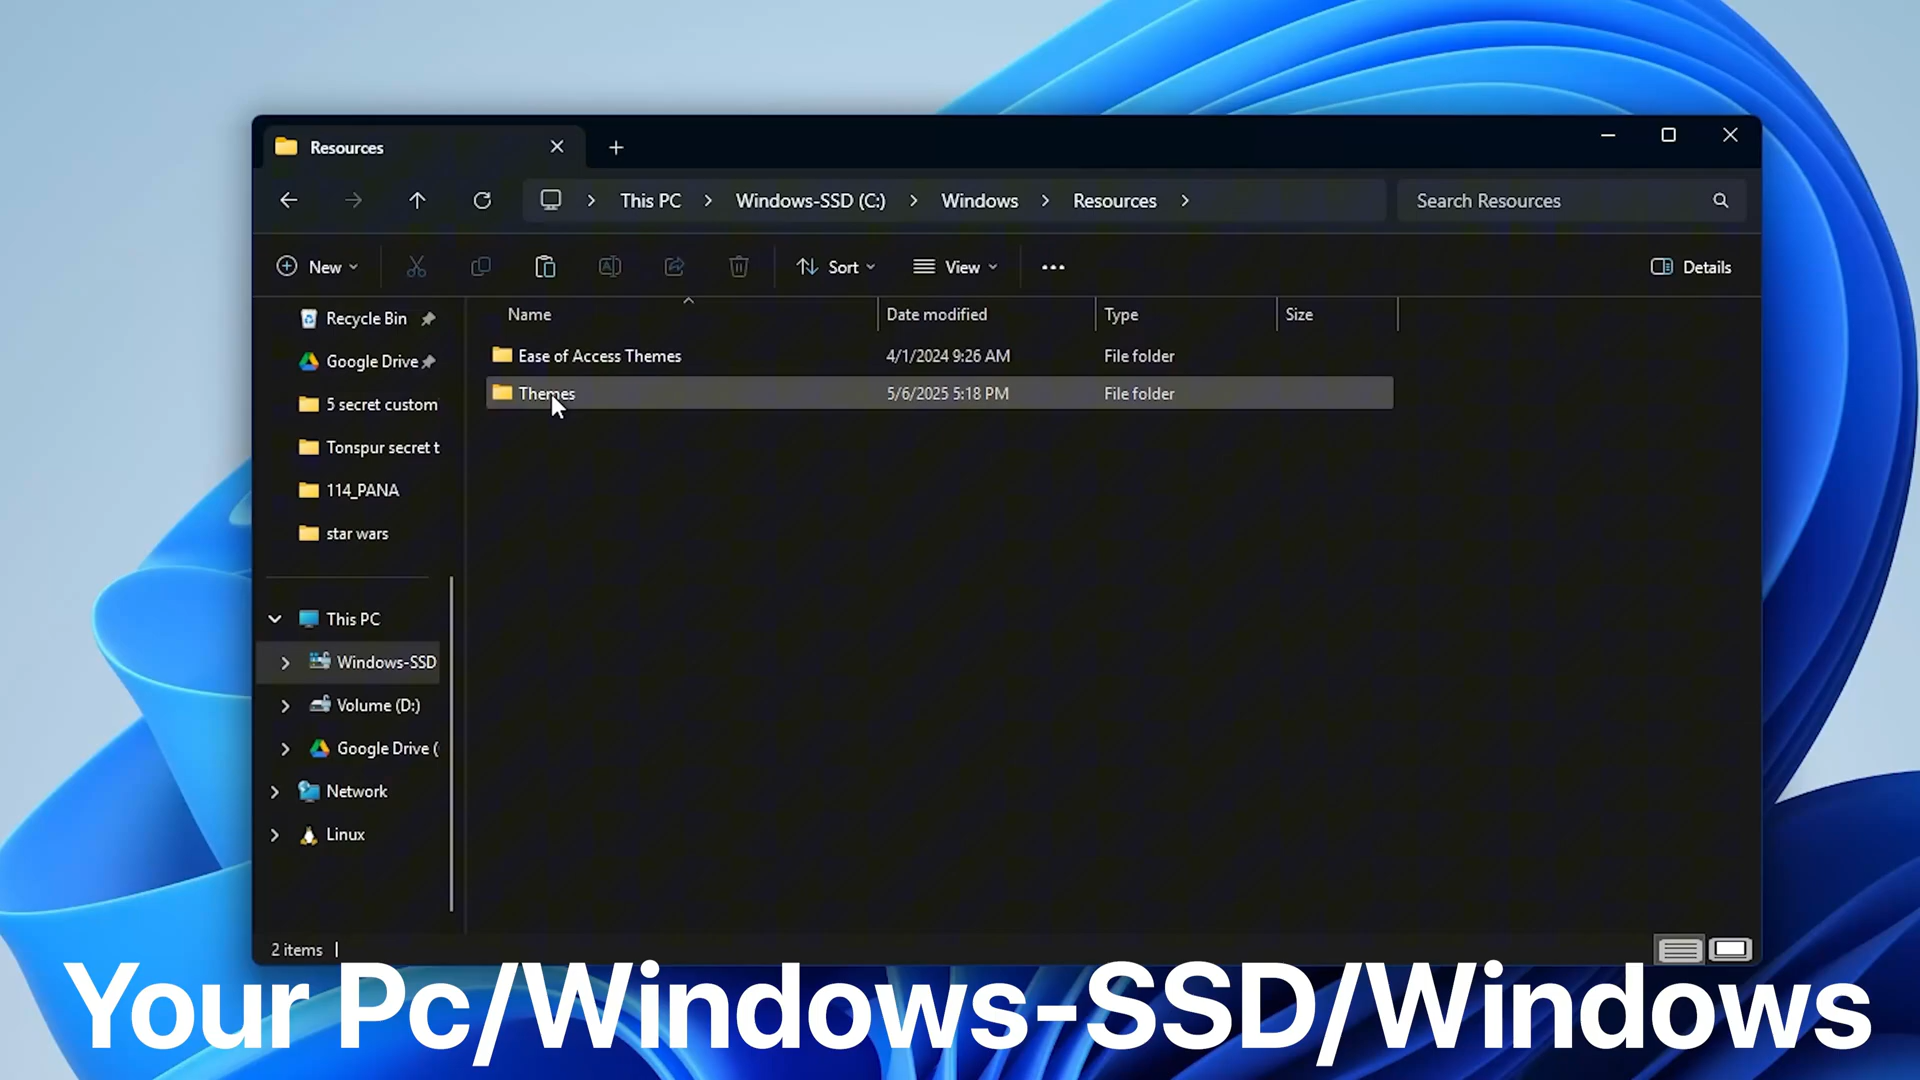 Resources
This PC
Windows-SSD (C:)
Windows
Resources
Search Resources
New
Sort
View
Details
Name
Date modified
Type
Size
Recycle Bin
Google Drive
5 secret custom
Tonspur secret t
114_PANA
star wars
Ease of Access Themes
4/1/2024 9:26 AM
File folder
Themes
5/6/2025 5:18 PM
File folder
This PC
Windows-SSD
Volume (D:)
Google Drive (
Network
Linux
2 items
Your Pc/Windows-SSD/Windows